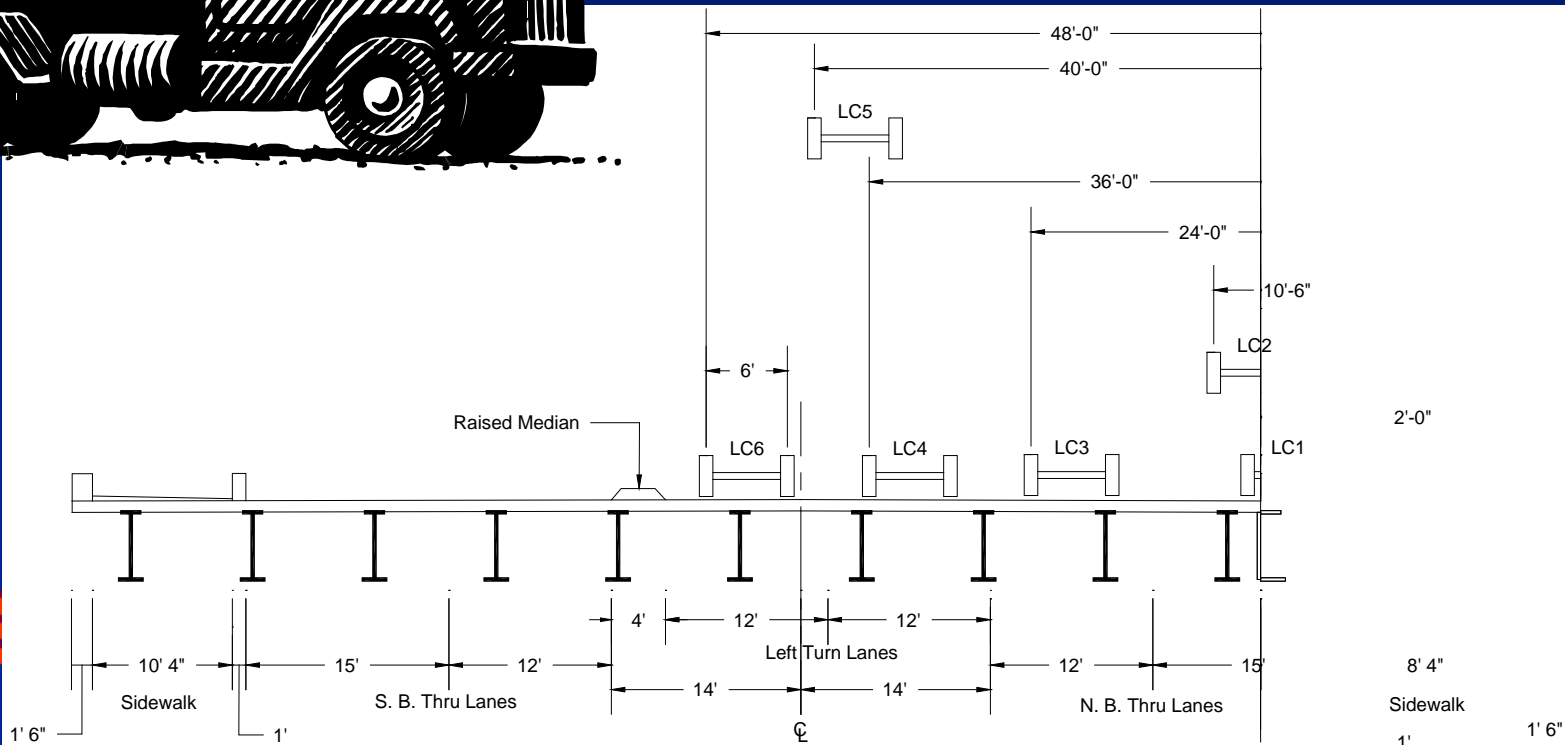 48'-0"
40'-0"
LC5
36'-0"
24'-0"
10'-6"
LC2
6'
2'-0"
Raised Median
LC6 LC4 LC3 LC1
4' 12' 12'
Left Turn Lanes
10' 4" 15' 12' 12' 15' 8' 4"
14' 14'
Sidewalk S. B. Thru Lanes N. B. Thru Lanes Sidewalk
1' 6" 1' ℄ 1' 1' 6"